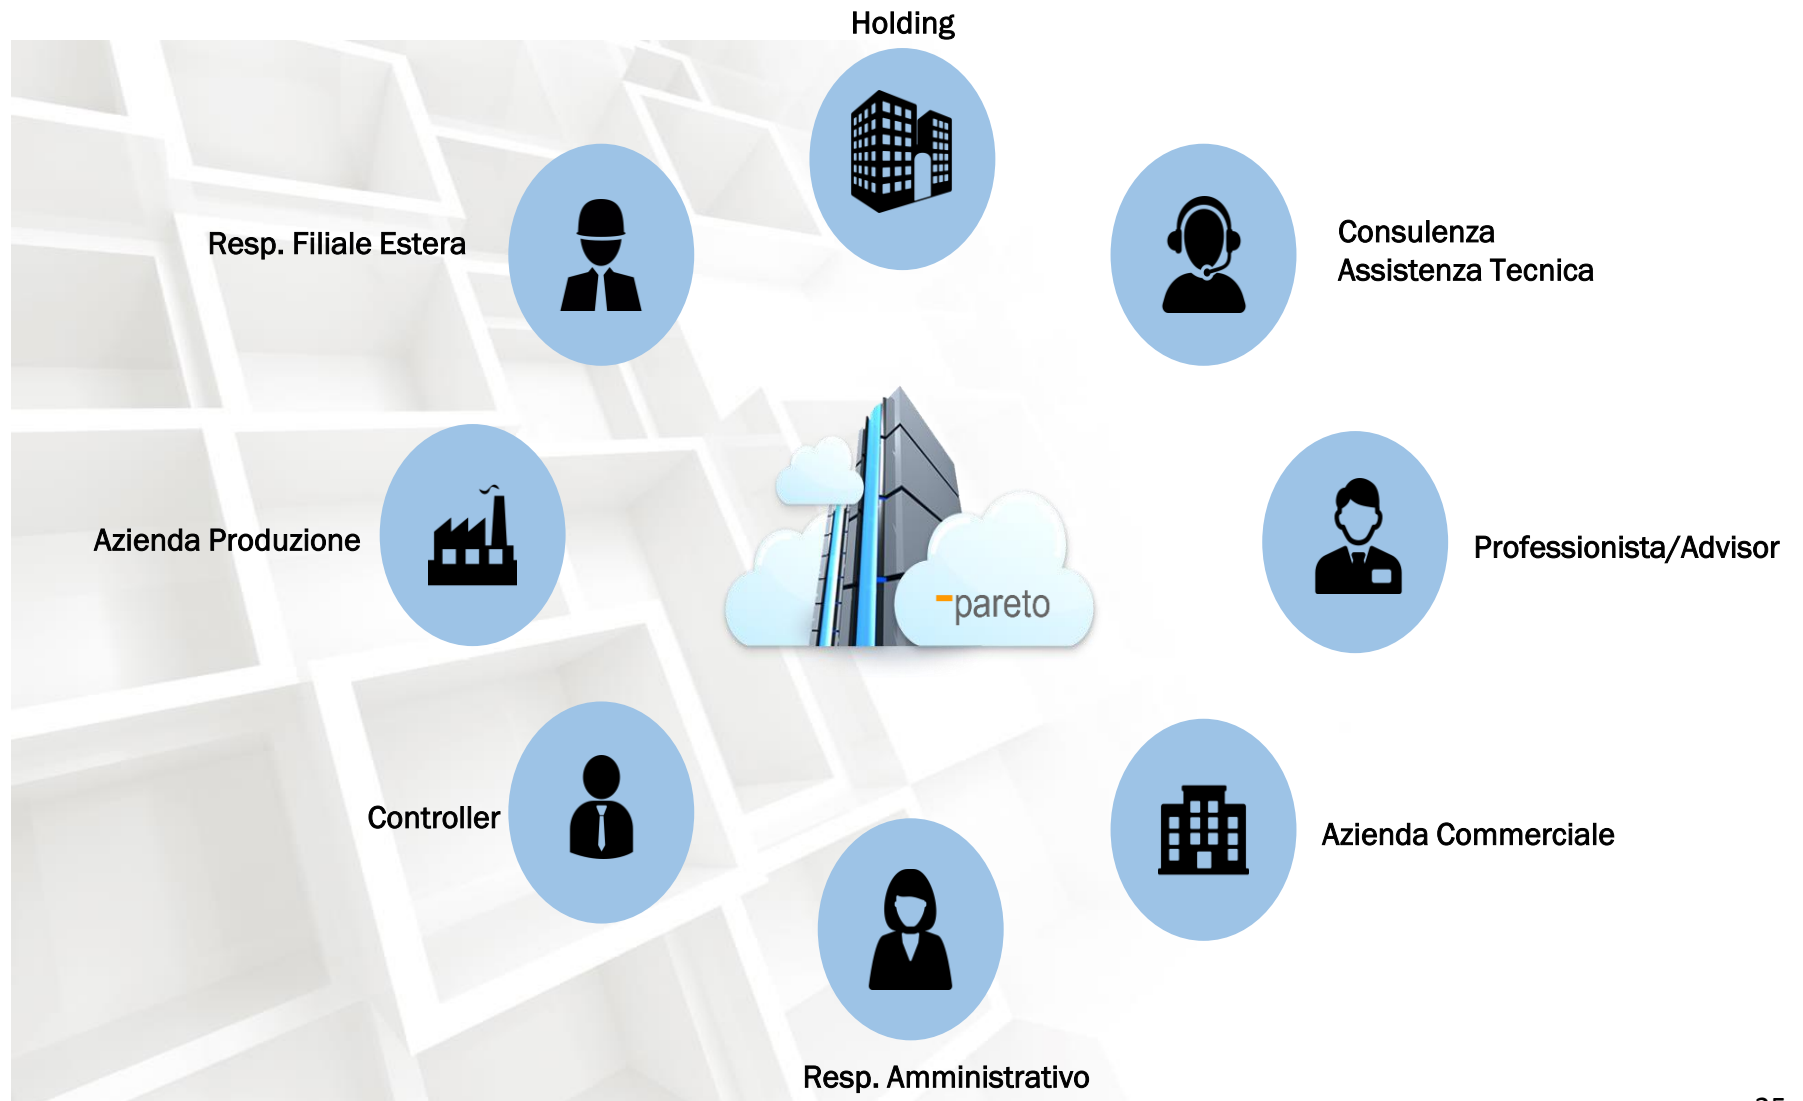 Holding
Resp. Filiale Estera
Consulenza
Assistenza Tecnica
Azienda Produzione
Professionista/Advisor
pareto
Controller
Azienda Commerciale
Resp. Amministrativo